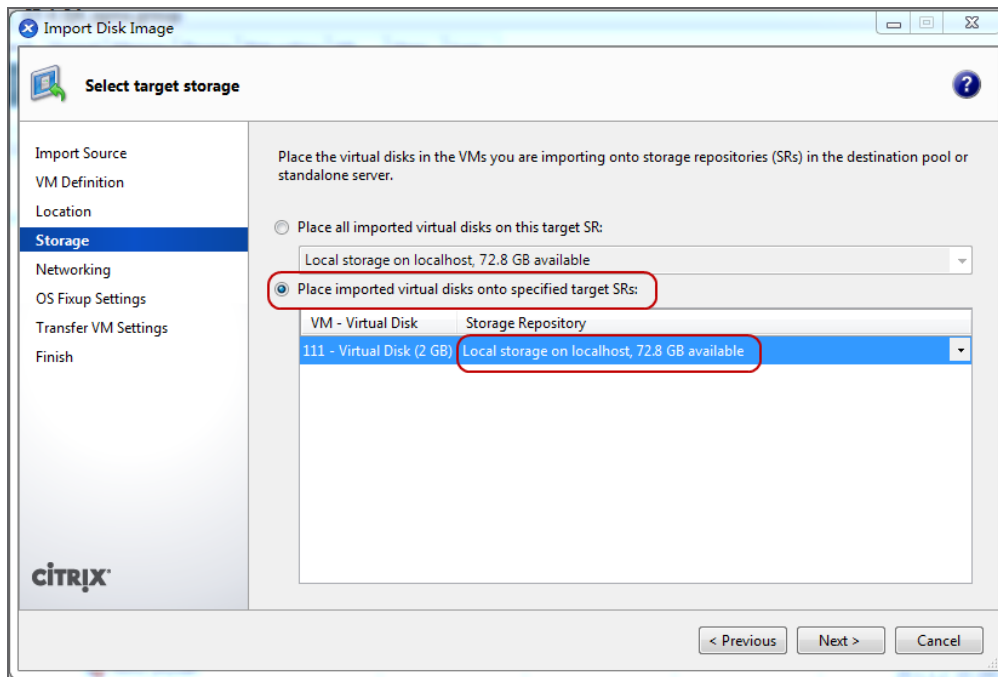 Import Disk Image
Select target storage
?
Import Source
VM Definition
Location
Storage
Networking
OS Fixup Settings
Transfer VM Settings
Finish
CİTRIX
Place the virtual disks in the VMs you are importing onto storage repositories (SRs) in the destination pool or
standalone server.
Place all imported virtual disks on this target SR:
Local storage on localhost, 72.8 GB available
Place imported virtual disks onto specified target SRs:
VM - Virtual Disk Storage Repository
111 - Virtual Disk (2 GB) Local storage on localhost, 72.8 GB available
< Previous Next > Cancel